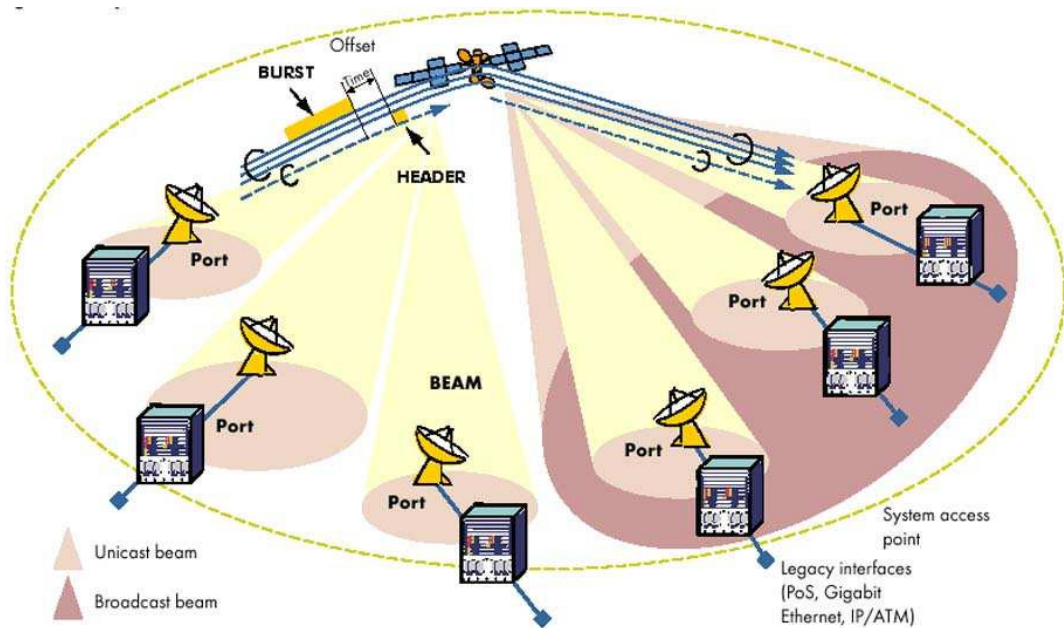 Offset
BURST
Time
HEADER
Port
Port
Port
Port
BEAM
Port
Port
System access
point
Unicast beam
Broadcast beam
Legacy interfaces
(PoS, Gigabit
Ethernet, IP/ATM)